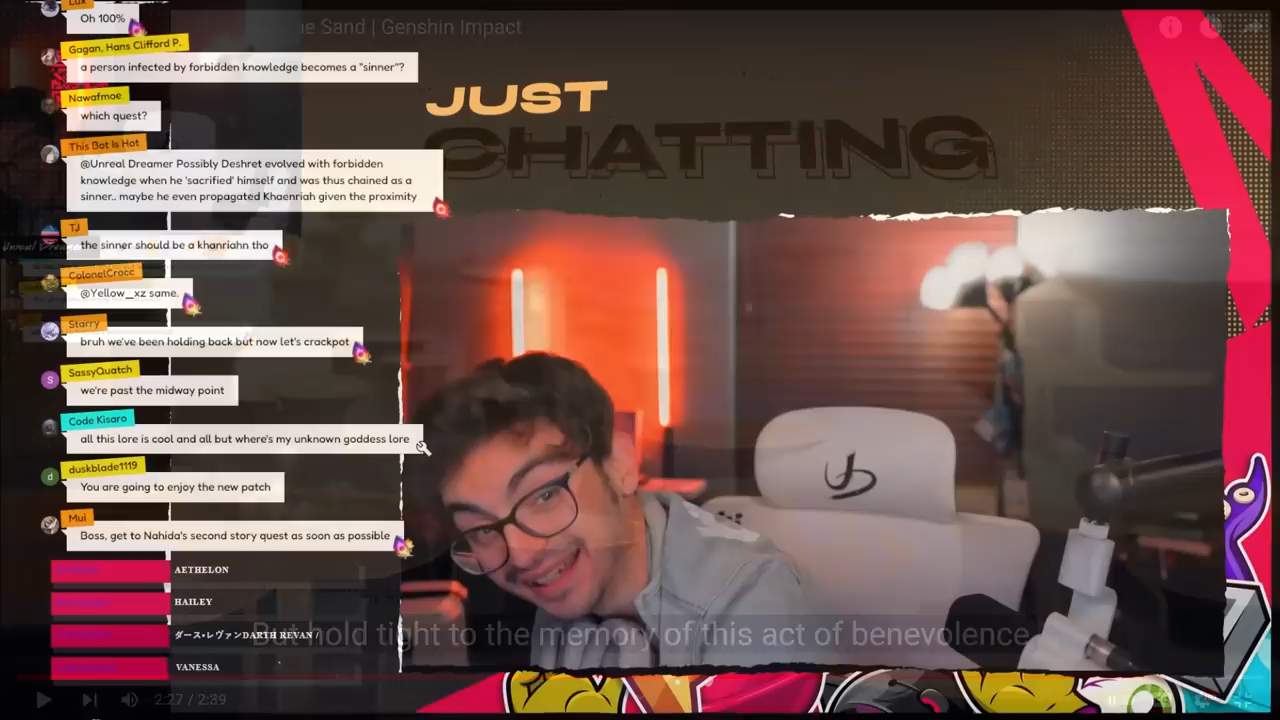 Lux
Oh 100%
ne Sand | Genshin Impact
Gagan, Hans Clifford P.
a person infected by forbidden knowledge becomes a "sinner"?
Nawafmoe
which quest?
This Bot Is Hot
@Unreal Dreamer Possibly Deshret evolved with forbidden
knowledge when he 'sacrified' himself and was thus chained as a
sinner.. maybe he even propagated Khaenriah given the proximity
TJ
the sinner should be a khanriahn tho
ColonelCrocc
@Yellow_xz same.
Starry
bruh we've been holding back but now let's crackpot
SassyQuatch
S
we're past the midway point
Code Kisaro
all this lore is cool and all but where's my unknown goddess lore
duskblade1119
d
You are going to enjoy the new patch
Mui
Boss, get to Nahida's second story quest as soon as possible
AETHELON
HAILEY
ダース•レヴァンDARTH REVAN /
VANESSA
JUST
CHATTING
But hold tight to the memory of this act of benevolence
2:27 / 2:39